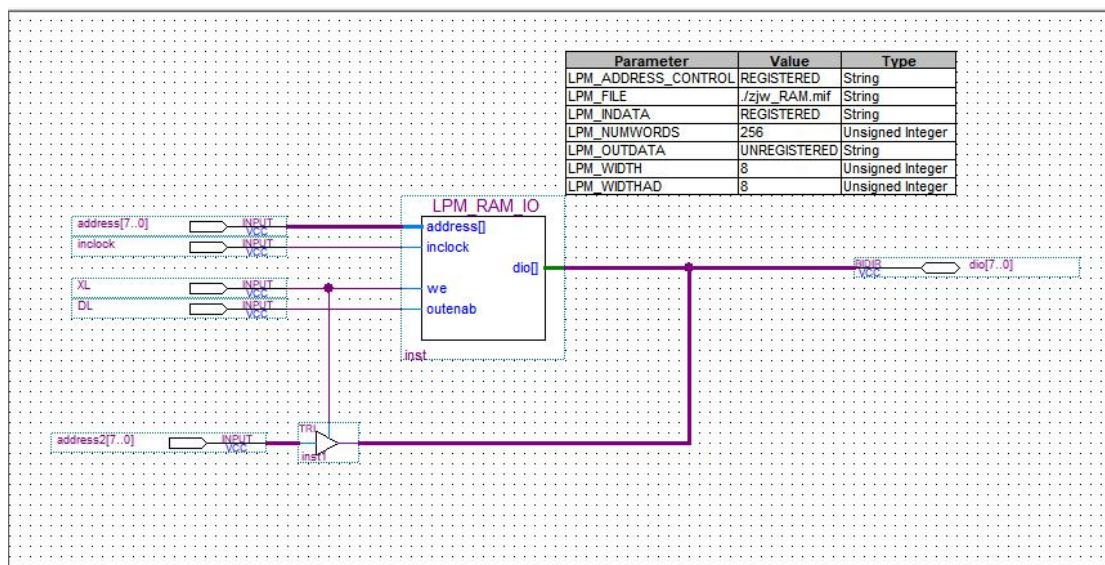 Parameter Value Type
LPM_ADDRESS_CONTROL REGISTERED String
LPM_FILE ./zjw_RAM.mif String
LPM_INDATA REGISTERED String
LPM_NUMWORDS 256 Unsigned Integer
LPM_OUTDATA UNREGISTERED String
LPM_WIDTH 8 Unsigned Integer
LPM_WIDTHAD 8 Unsigned Integer
LPM_RAM_IO
address[7..0] INPUT VCC address[]
inclock INPUT VCC inclock
dio[] BIDIR VCC dio[7..0]
XL INPUT VCC we
DL INPUT VCC outenab
inst
address2[7..0] INPUT VCC
TRI
inst1